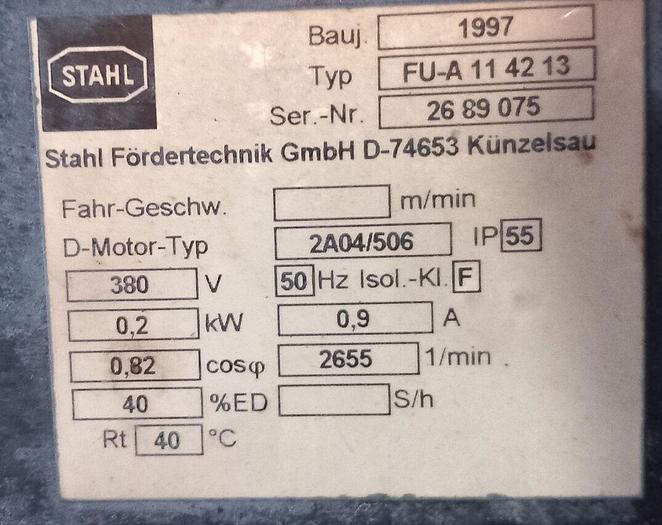 STAHL
Bauj. 1997
Typ FU-A 11 42 13
Ser.-Nr. 26 89 075
Stahl Fördertechnik GmbH D-74653 Künzelsau
Fahr-Geschw. m/min
D-Motor-Typ 2A04/506 IP 55
380 V 50 Hz Isol.-Kl. F
0,2 kW 0,9 A
0,82 cosφ 2655 1/min
40 %ED S/h
Rt 40 °C